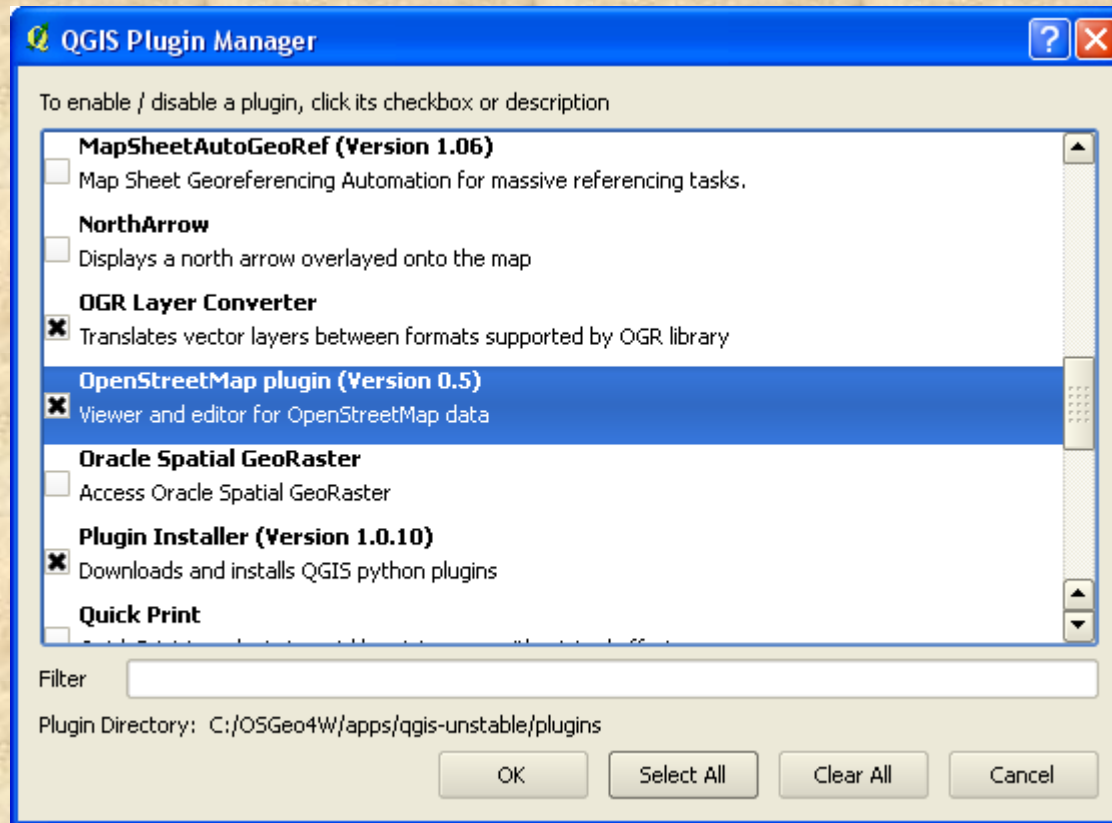 QGIS Plugin Manager
To enable / disable a plugin, click its checkbox or description
MapSheetAutoGeoRef (Version 1.06)
Map Sheet Georeferencing Automation for massive referencing tasks.
NorthArrow
Displays a north arrow overlayed onto the map
OGR Layer Converter
Translates vector layers between formats supported by OGR library
OpenStreetMap plugin (Version 0.5)
Viewer and editor for OpenStreetMap data
Oracle Spatial GeoRaster
Access Oracle Spatial GeoRaster
Plugin Installer (Version 1.0.10)
Downloads and installs QGIS python plugins
Quick Print
Filter
Plugin Directory: C:/OSGeo4W/apps/qgis-unstable/plugins
OK Select All Clear All Cancel